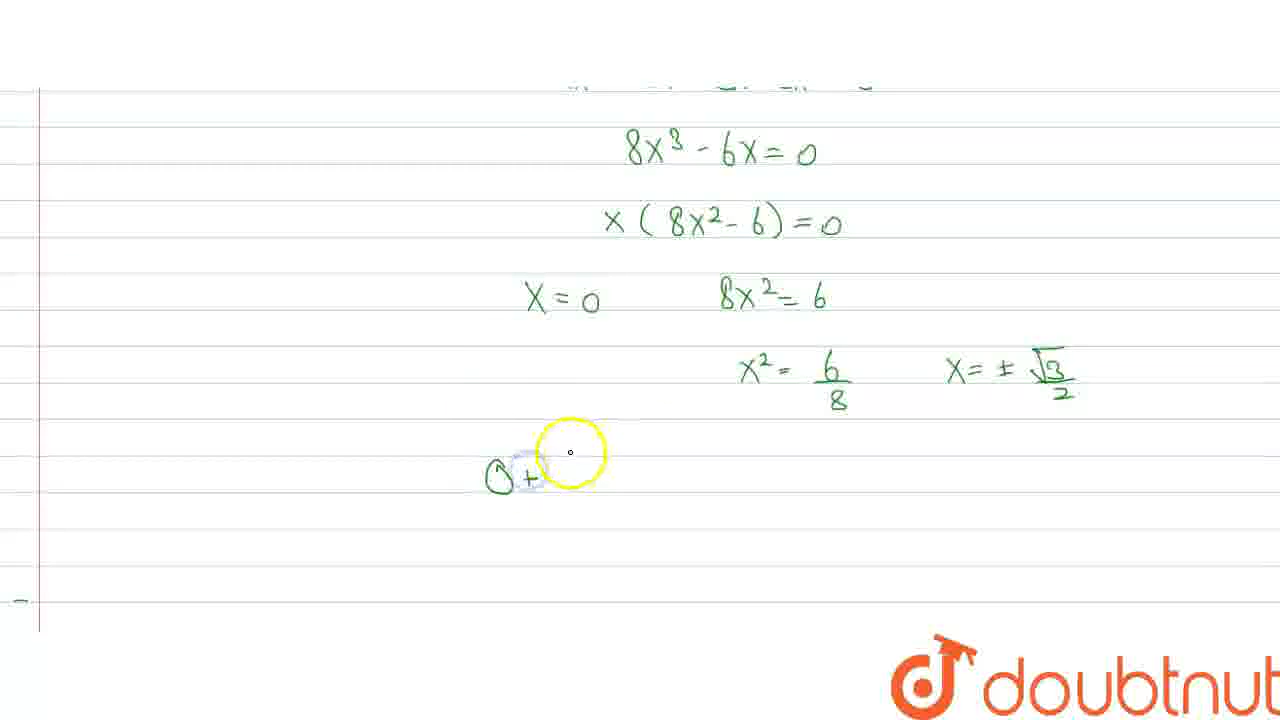 8x³ - 6x = 0
x ( 8x² - 6 ) = 0
x = 0 8x² = 6
x² = 6/8 x = ± √3/2
0 +
doubtnut